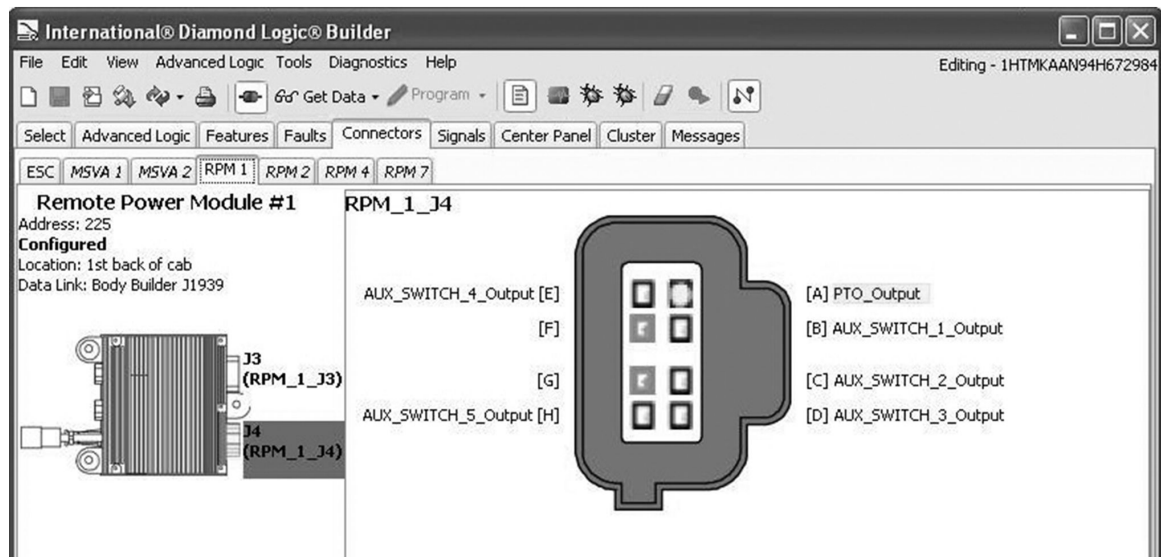 International® Diamond Logic® Builder
File Edit View Advanced Logic Tools Diagnostics Help
Editing - 1HTMKAAN94H672984
Get Data Program
Select Advanced Logic Features Faults Connectors Signals Center Panel Cluster Messages
ESC MSVA 1 MSVA 2 RPM 1 RPM 2 RPM 4 RPM 7
Remote Power Module #1
Address: 225
Configured
Location: 1st back of cab
Data Link: Body Builder J1939
J3
(RPM_1_J3)
J4
(RPM_1_J4)
RPM_1_J4
AUX_SWITCH_4_Output [E]
[F]
[G]
AUX_SWITCH_5_Output [H]
[A] PTO_Output
[B] AUX_SWITCH_1_Output
[C] AUX_SWITCH_2_Output
[D] AUX_SWITCH_3_Output